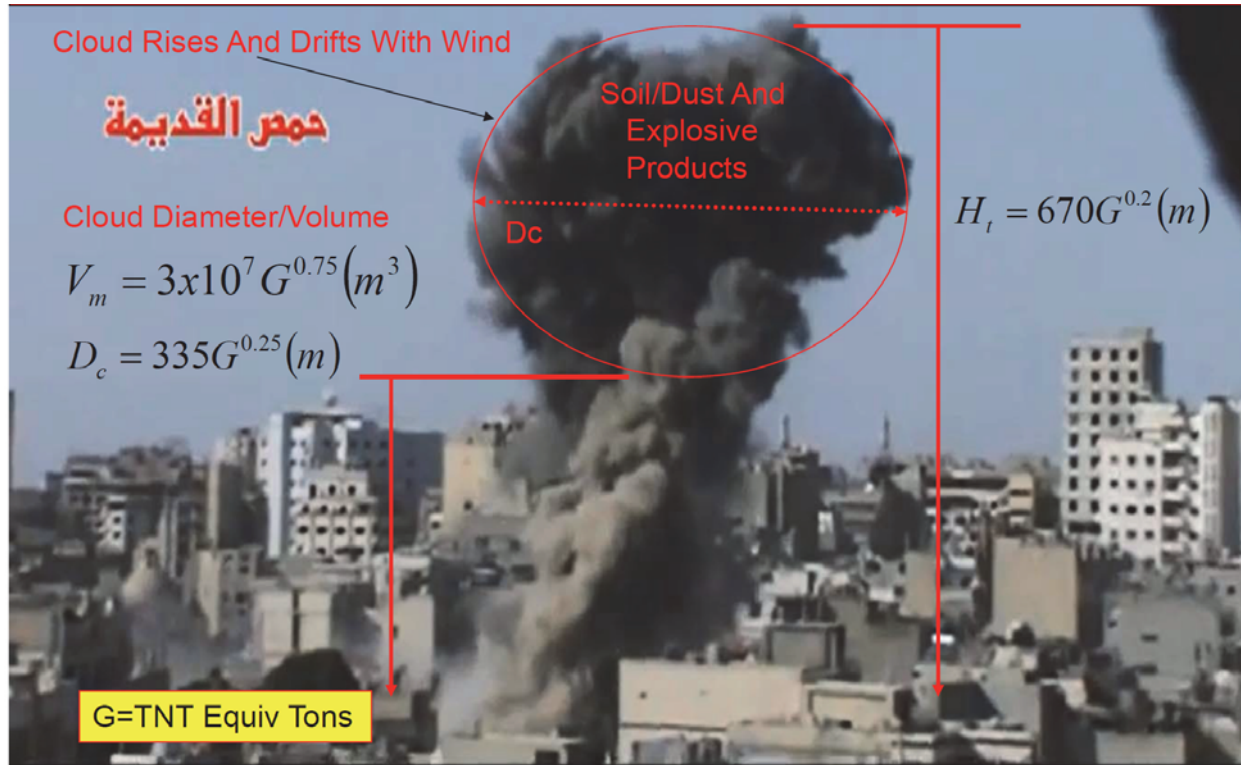 Cloud Rises And Drifts With Wind
حمص القديمة
Soil/Dust And
Explosive
Products
Dc
Cloud Diameter/Volume
V_m = 3x10^7 G^0.75 (m^3)
D_c = 335G^0.25 (m)
H_t = 670G^0.2 (m)
G=TNT Equiv Tons